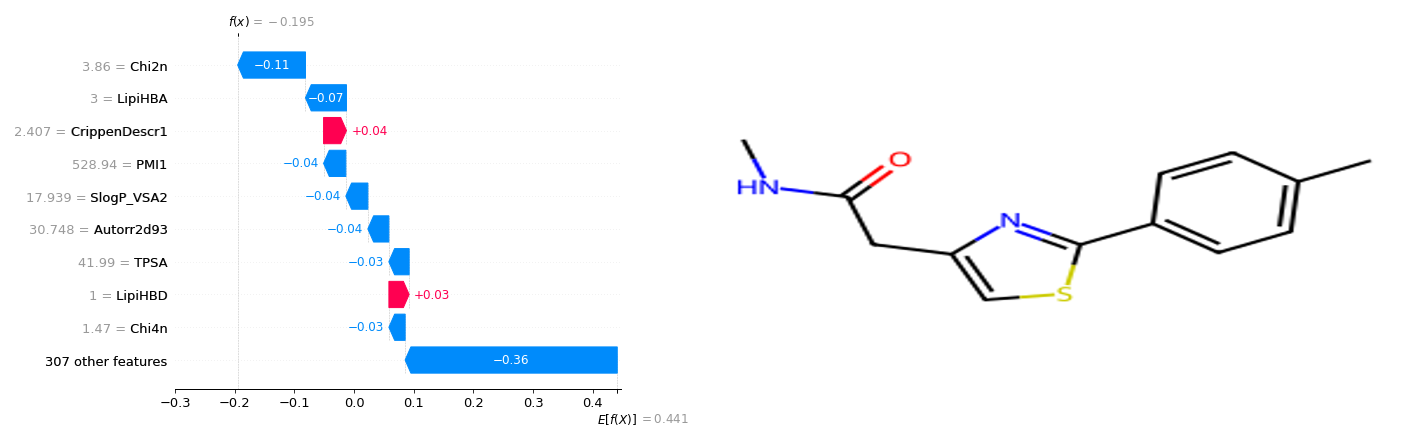 f(x) = −0.195
3.86 = Chi2n
−0.11
3 = LipiHBA
−0.07
2.407 = CrippenDescr1
+0.04
528.94 = PMI1
−0.04
17.939 = SlogP_VSA2
−0.04
30.748 = Autorr2d93
−0.04
41.99 = TPSA
−0.03
1 = LipiHBD
+0.03
1.47 = Chi4n
−0.03
307 other features
−0.36
−0.3 −0.2 −0.1 0.0 0.1 0.2 0.3 0.4
E[f(X)] = 0.441
O
HN
N
S